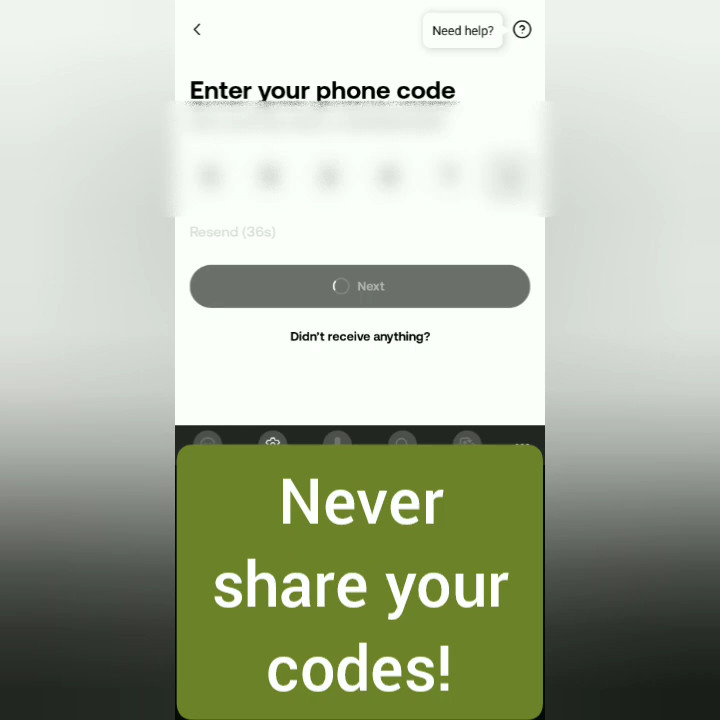 Need help?
Enter your phone code
Resend (36s)
Next
Didn't receive anything?
Never
share your
codes!